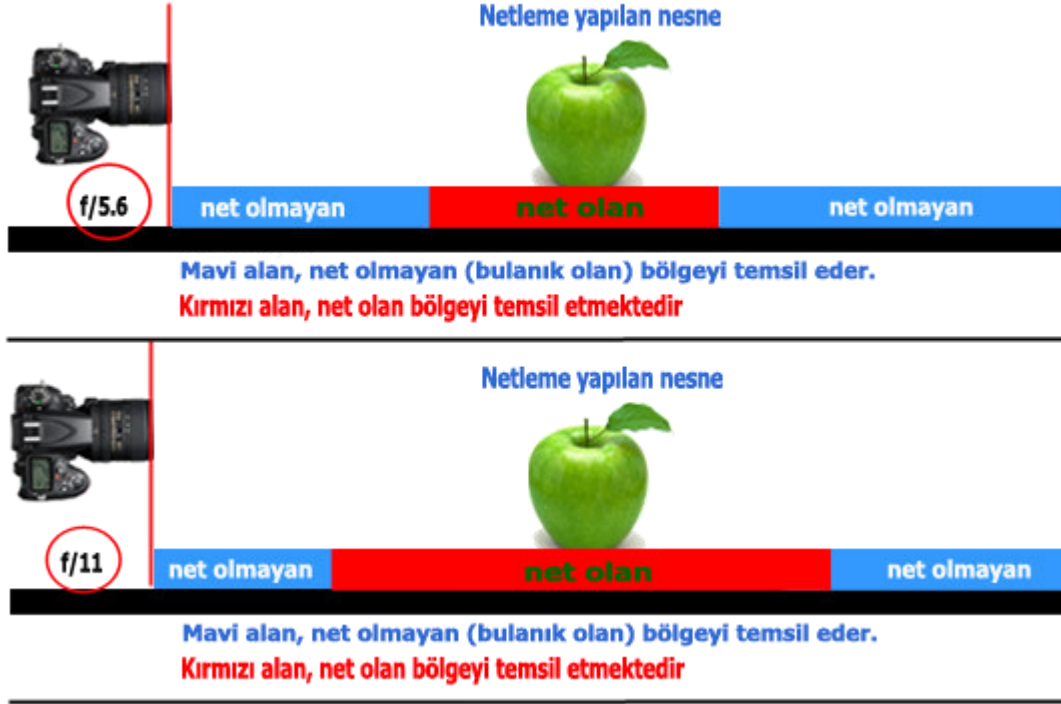 Netleme yapılan nesne
f/5.6
net olmayan
net olan
net olmayan
Mavi alan, net olmayan (bulanık olan) bölgeyi temsil eder.
Kırmızı alan, net olan bölgeyi temsil etmektedir
Netleme yapılan nesne
f/11
net olmayan
net olan
net olmayan
Mavi alan, net olmayan (bulanık olan) bölgeyi temsil eder.
Kırmızı alan, net olan bölgeyi temsil etmektedir